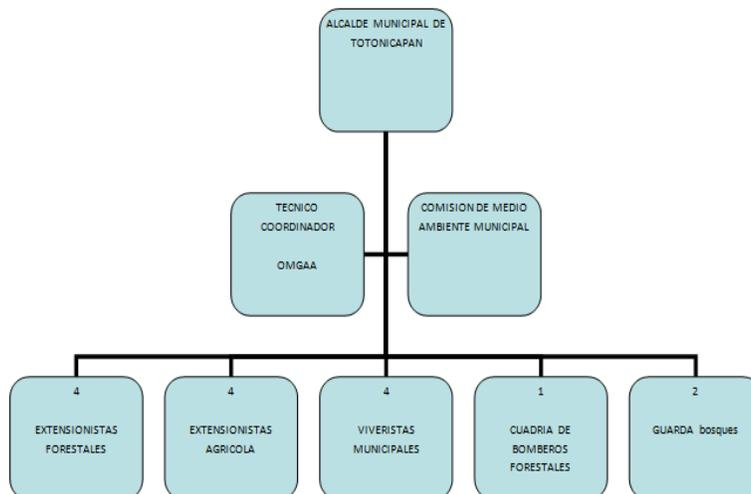 ALCALDE MUNICIPAL DE
TOTONICAPAN
TECNICO
COORDINADOR
OMGAA
COMISION DE MEDIO
AMBIENTE MUNICIPAL
4
EXTENSIONISTAS
FORESTALES
4
EXTENSIONISTAS
AGRICOLA
4
VIVERISTAS
MUNICIPALES
1
CUADRIA DE
BOMBEROS
FORESTALES
2
GUARDA bosques